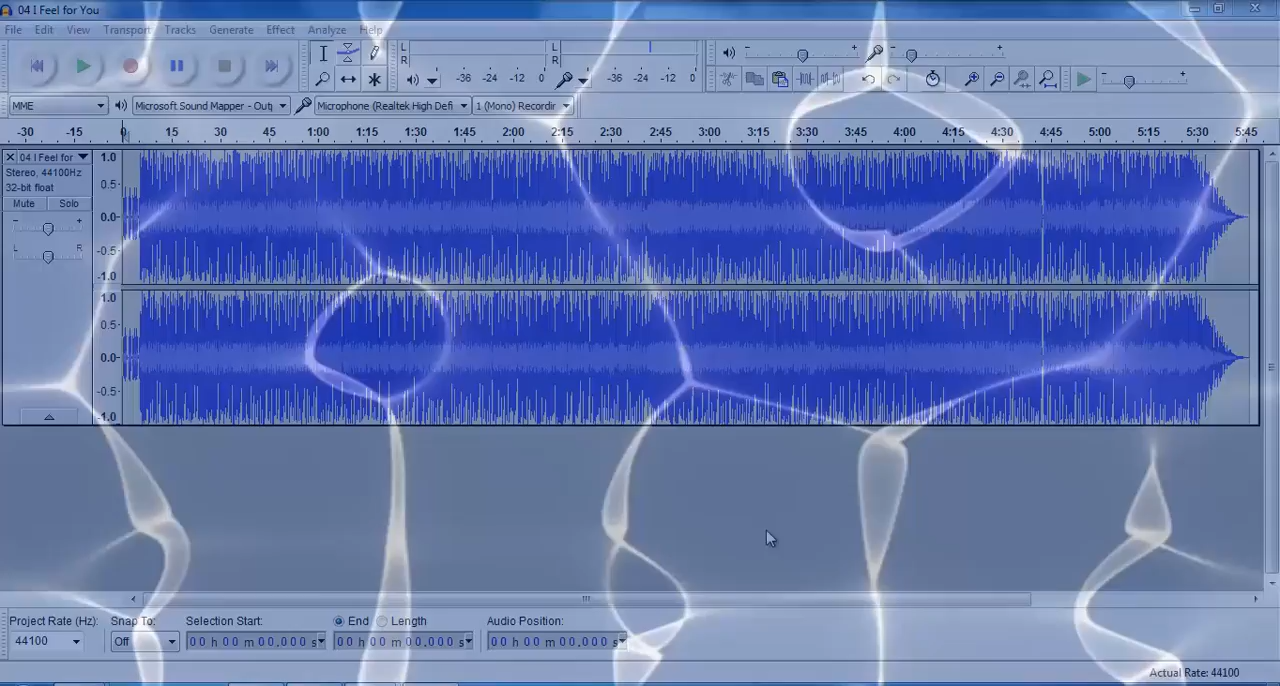 04 I Feel for You
File Edit View Transport Tracks Generate Effect Analyze Help
L L
R R
-36 -24 -12 0 -36 -24 -12 0
MME Microsoft Sound Mapper - Outp Microphone (Realtek High Defi 1 (Mono) Recordir
-30 -15 0 15 30 45 1:00 1:15 1:30 1:45 2:00 2:15 2:30 2:45 3:00 3:15 3:30 3:45 4:00 4:15 4:30 4:45 5:00 5:15 5:30 5:45
04 I Feel for
Stereo, 44100Hz
32-bit float
Mute Solo
- +
L R
1.0
0.5
0.0
-0.5
-1.0
1.0
0.5
0.0
-0.5
-1.0
Project Rate (Hz): Snap To: Selection Start: End Length Audio Position:
44100 Off 00 h 00 m 00.000 s 00 h 00 m 00.000 s 00 h 00 m 00.000 s
Actual Rate: 44100